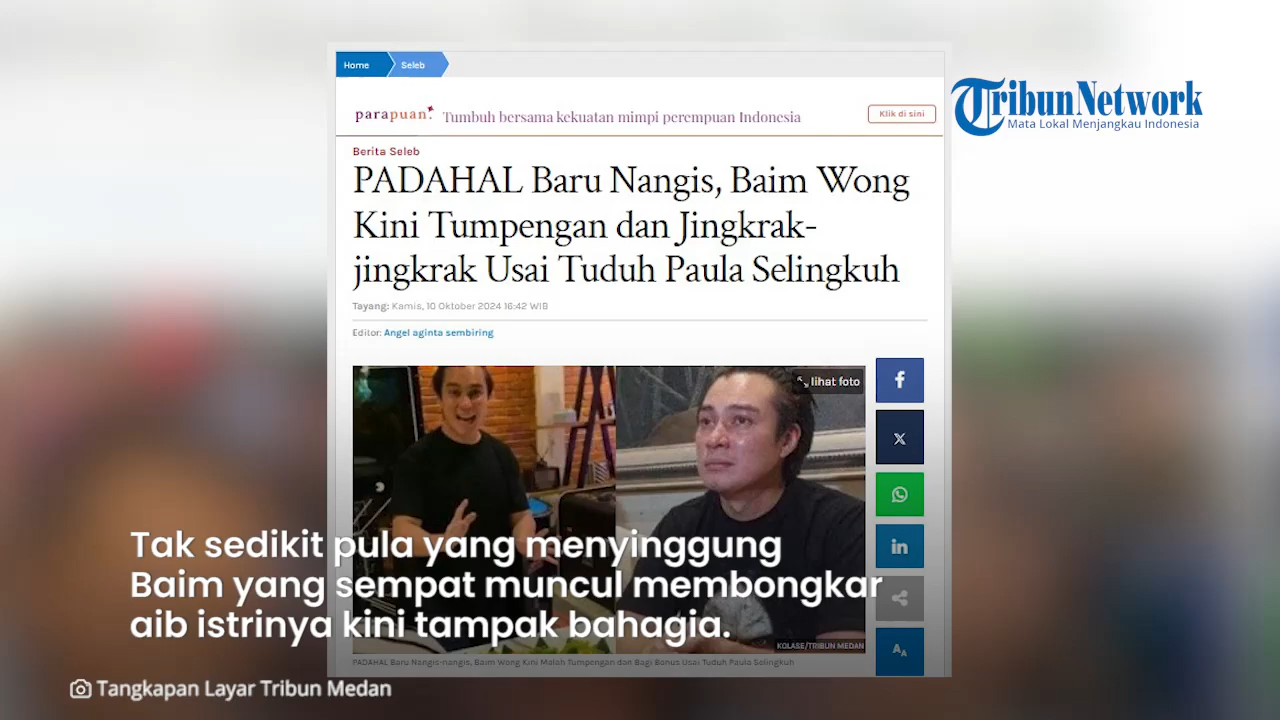 Home
Seleb
parapuan.
Tumbuh bersama kekuatan mimpi perempuan Indonesia
Klik di sini
TribunNetwork
Mata Lokal Menjangkau Indonesia
Berita Seleb
PADAHAL Baru Nangis, Baim Wong
Kini Tumpengan dan Jingkrak-
jingkrak Usai Tuduh Paula Selingkuh
Tayang: Kamis, 10 Oktober 2024 16:42 WIB
Editor: Angel aginta sembiring
lihat foto
Tak sedikit pula yang menyinggung
Baim yang sempat muncul membongkar
aib istrinya kini tampak bahagia.
KOLASE/TRIBUN MEDAN
PADAHAL Baru Nangis-nangis, Baim Wong Kini Malah Tumpengan dan Bagi Bonus Usai Tuduh Paula Selingkuh
AA
Tangkapan Layar Tribun Medan